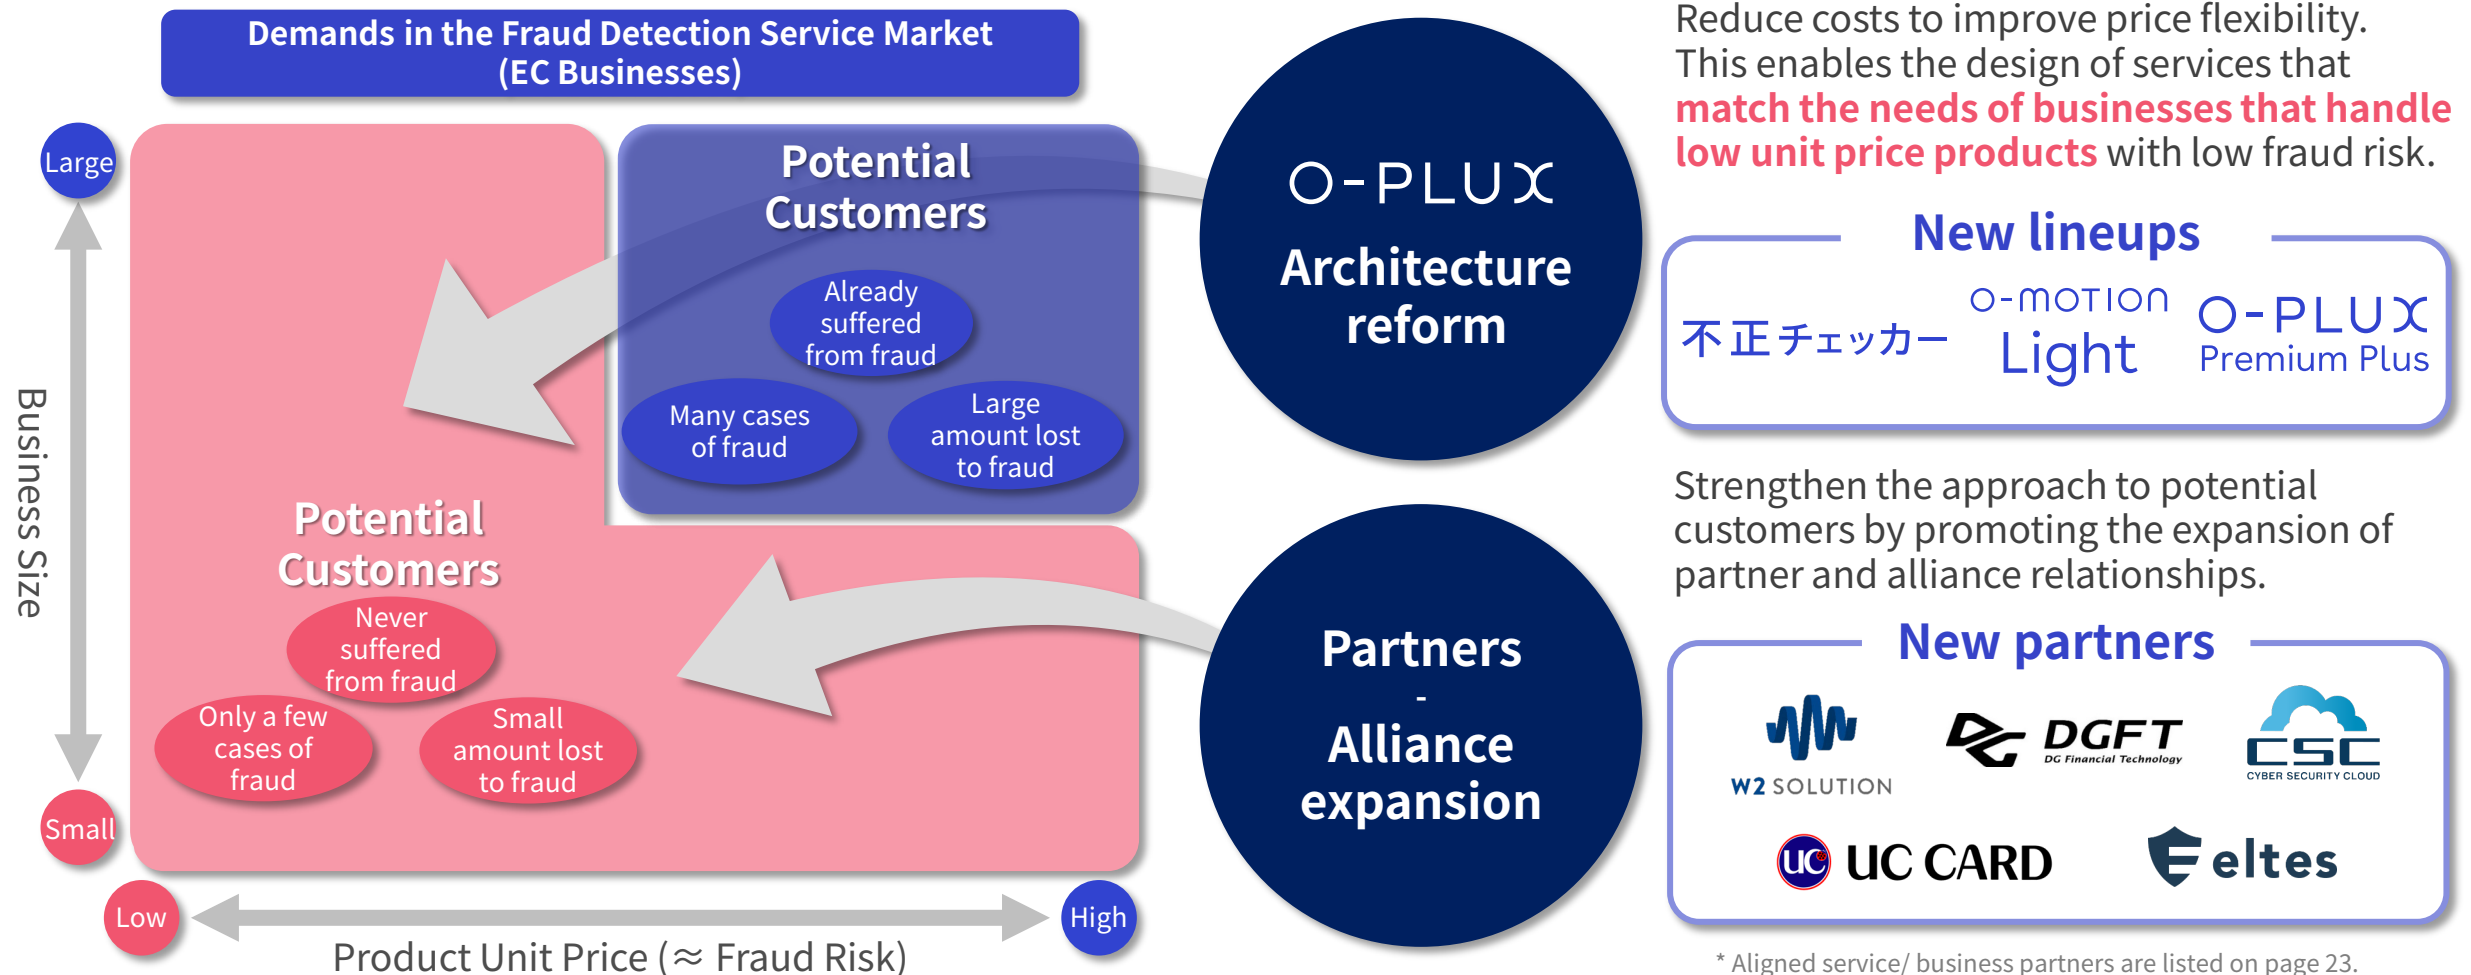 Demands in the Fraud Detection Service Market
(EC Businesses)
Large
Business Size
Small
Potential
Customers
Already
suffered
from fraud
Many cases
of fraud
Large
amount lost
to fraud
Potential
Customers
Never
suffered
from fraud
Only a few
cases of
fraud
Small
amount lost
to fraud
Low
High
Product Unit Price (≈ Fraud Risk)
O-PLUX
Architecture
reform
Partners
-
Alliance
expansion
Reduce costs to improve price flexibility.
This enables the design of services that
match the needs of businesses that handle
low unit price products with low fraud risk.
New lineups
不正チェッカー
O-MOTION
Light
O-PLUX
Premium Plus
Strengthen the approach to potential
customers by promoting the expansion of
partner and alliance relationships.
New partners
W2 SOLUTION
DGFT
DG Financial Technology
CSC
CYBER SECURITY CLOUD
UC UC CARD
eltes
* Aligned service/ business partners are listed on page 23.